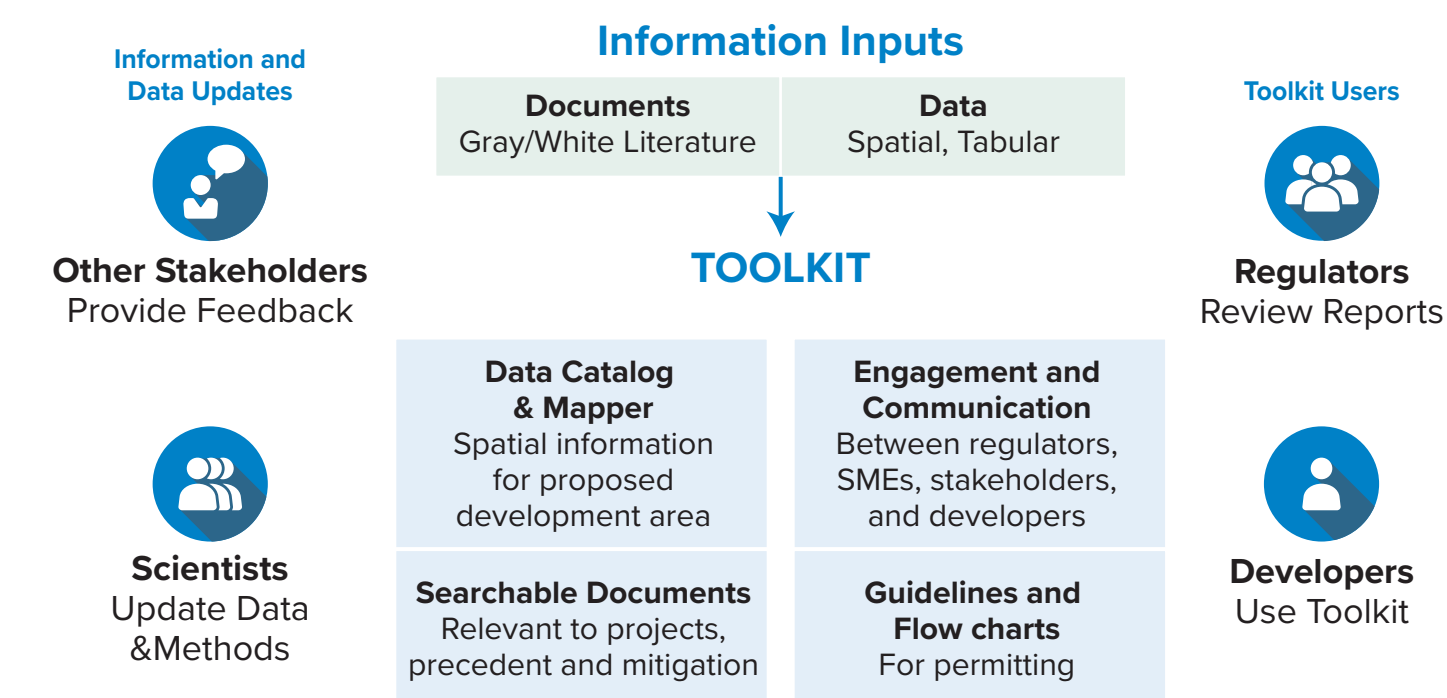 Information Inputs
Information and
Data Updates
Documents
Gray/White Literature
Data
Spatial, Tabular
Toolkit Users
Other Stakeholders
Provide Feedback
TOOLKIT
Regulators
Review Reports
Data Catalog
& Mapper
Spatial information
for proposed
development area
Engagement and
Communication
Between regulators,
SMEs, stakeholders,
and developers
Scientists
Update Data
&Methods
Searchable Documents
Relevant to projects,
precedent and mitigation
Guidelines and
Flow charts
For permitting
Developers
Use Toolkit